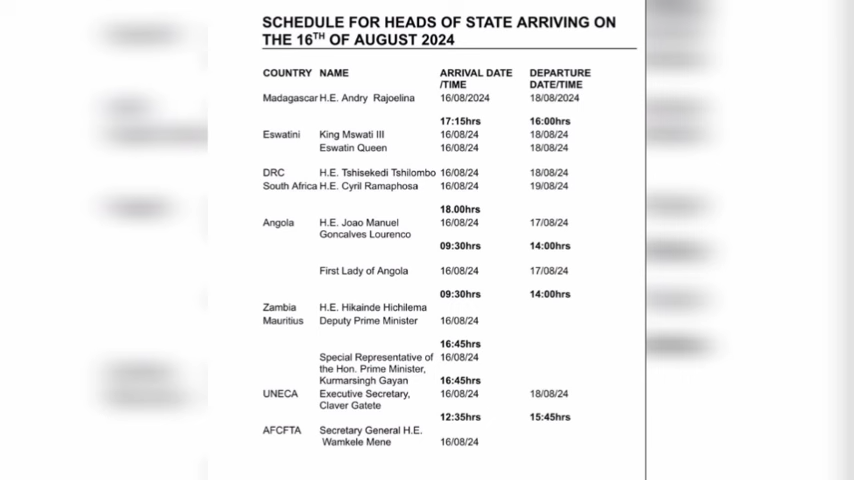 SCHEDULE FOR HEADS OF STATE ARRIVING ON
THE 16TH OF AUGUST 2024
COUNTRY NAME ARRIVAL DATE DEPARTURE
/TIME DATE/TIME
Madagascar H.E. Andry Rajoelina 16/08/2024 18/08/2024
17:15hrs 16:00hrs
Eswatini King Mswati III 16/08/24 18/08/24
Eswatin Queen 16/08/24 18/08/24
DRC H.E. Tshisekedi Tshilombo 16/08/24 18/08/24
South Africa H.E. Cyril Ramaphosa 16/08/24 19/08/24
18.00hrs
Angola H.E. Joao Manuel 16/08/24 17/08/24
Goncalves Lourenco
09:30hrs 14:00hrs
First Lady of Angola 16/08/24 17/08/24
09:30hrs 14:00hrs
Zambia H.E. Hikainde Hichilema
Mauritius Deputy Prime Minister 16/08/24
16:45hrs
Special Representative of 16/08/24
the Hon. Prime Minister,
Kurmarsingh Gayan 16:45hrs
UNECA Executive Secretary, 16/08/24 18/08/24
Claver Gatete
12:35hrs 15:45hrs
AFCFTA Secretary General H.E.
Wamkele Mene 16/08/24